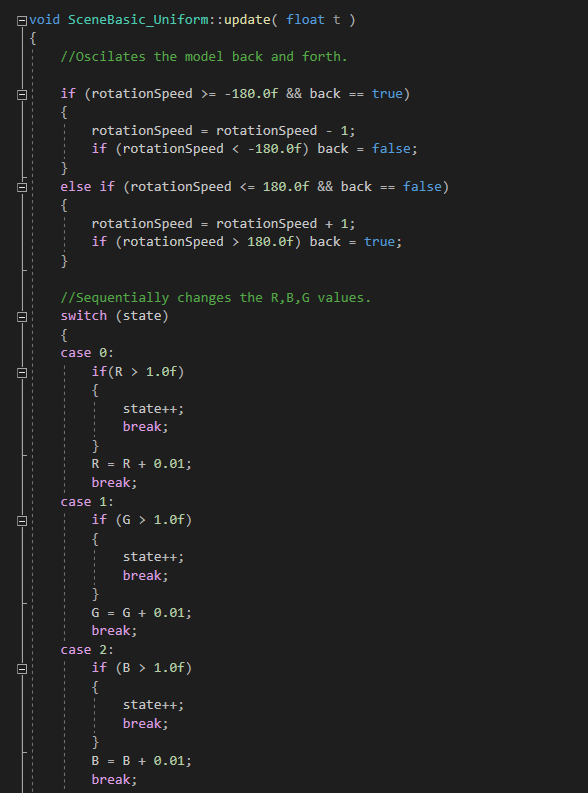 void SceneBasic_Uniform::update( float t )
{
    //Oscilates the model back and forth.

    if (rotationSpeed >= -180.0f && back == true)
    {
        rotationSpeed = rotationSpeed - 1;
        if (rotationSpeed < -180.0f) back = false;
    }
    else if (rotationSpeed <= 180.0f && back == false)
    {
        rotationSpeed = rotationSpeed + 1;
        if (rotationSpeed > 180.0f) back = true;
    }

    //Sequentially changes the R,B,G values.
    switch (state)
    {
    case 0:
        if(R > 1.0f)
        {
            state++;
            break;
        }
        R = R + 0.01;
        break;
    case 1:
        if (G > 1.0f)
        {
            state++;
            break;
        }
        G = G + 0.01;
        break;
    case 2:
        if (B > 1.0f)
        {
            state++;
            break;
        }
        B = B + 0.01;
        break;